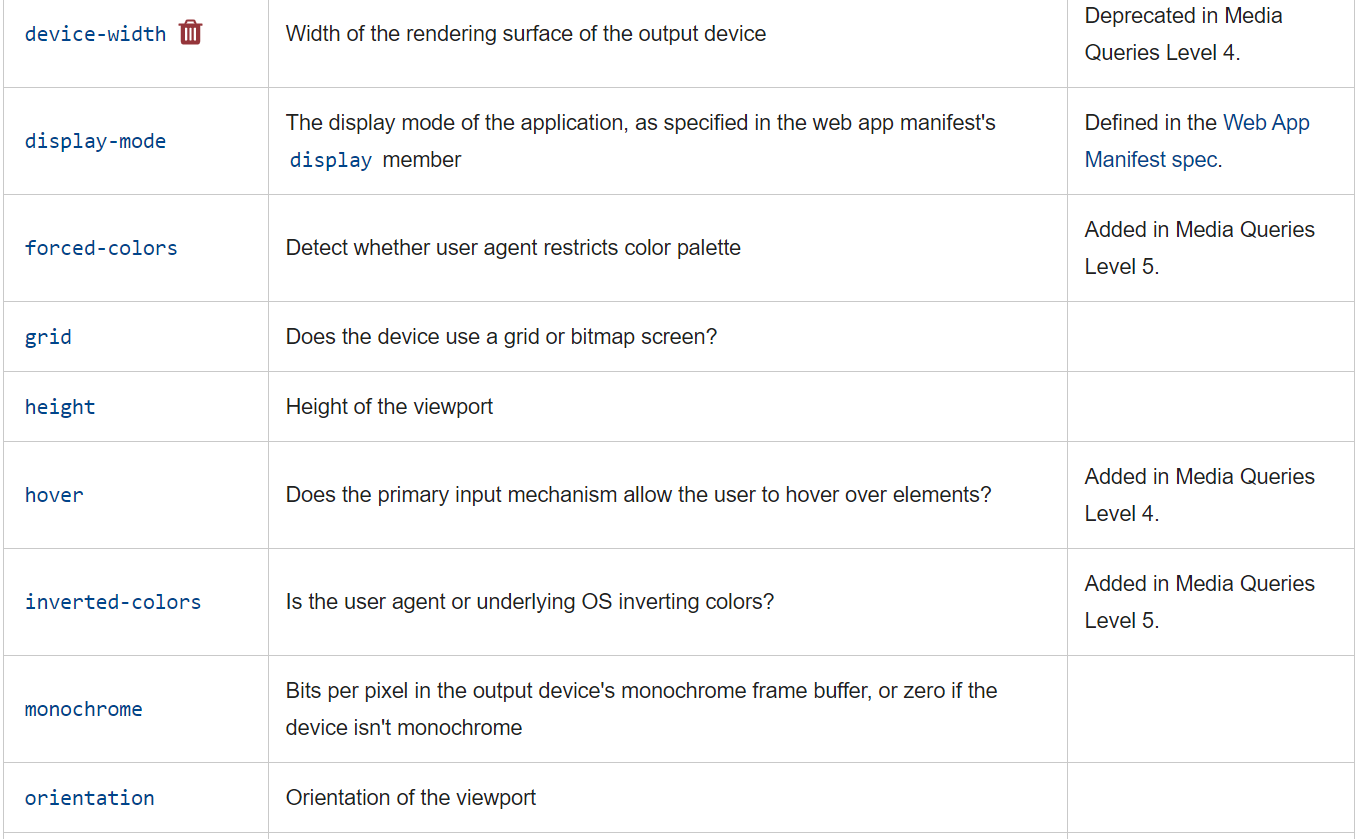 Deprecated in Media
device-width
Width of the rendering surface of the output device
Queries Level 4.
The display mode of the application, as specified in the web app manifest's
Defined in the Web App
display-mode
display member
Manifest spec.
forced-colors
Detect whether user agent restricts color palette
Added in Media Queries
Level 5.
grid
Does the device use a grid or bitmap screen?
height
Height of the viewport
hover
Does the primary input mechanism allow the user to hover over elements?
Added in Media Queries
Level 4.
inverted-colors
Is the user agent or underlying OS inverting colors?
Added in Media Queries
Level 5.
monochrome
Bits per pixel in the output device's monochrome frame buffer, or zero if the
device isn't monochrome
orientation
Orientation of the viewport